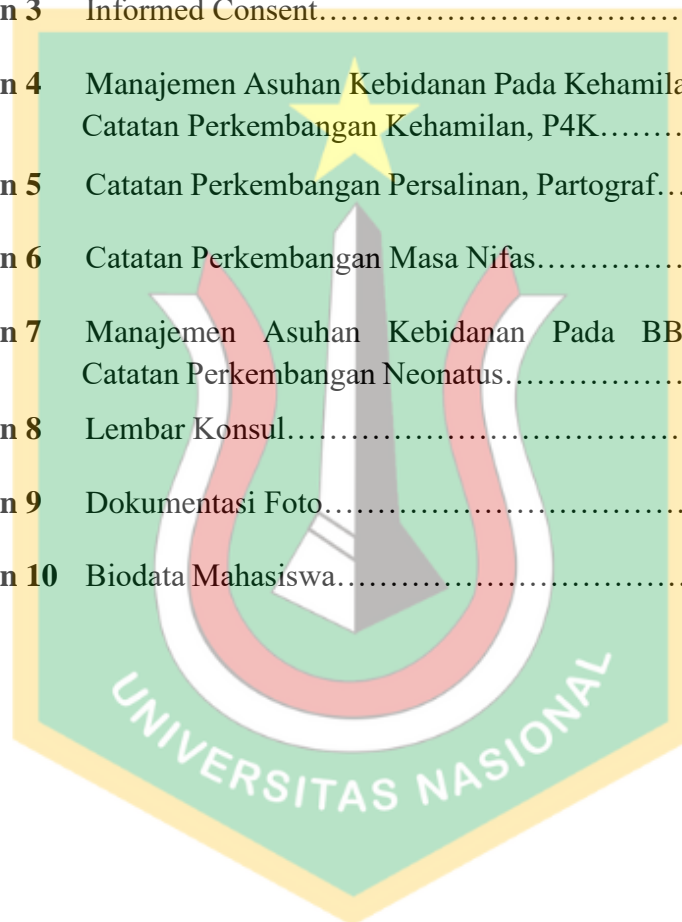 n 3 Informed Consent……………………………………
n 4 Manajemen Asuhan Kebidanan Pada Kehamila
Catatan Perkembangan Kehamilan, P4K………
n 5 Catatan Perkembangan Persalinan, Partograf…
n 6 Catatan Perkembangan Masa Nifas……………
n 7 Manajemen Asuhan Kebidanan Pada BB
Catatan Perkembangan Neonatus………………
n 8 Lembar Konsul……………………………………
n 9 Dokumentasi Foto…………………………………
n 10 Biodata Mahasiswa………………………………
UNIVERSITAS NASIONAL